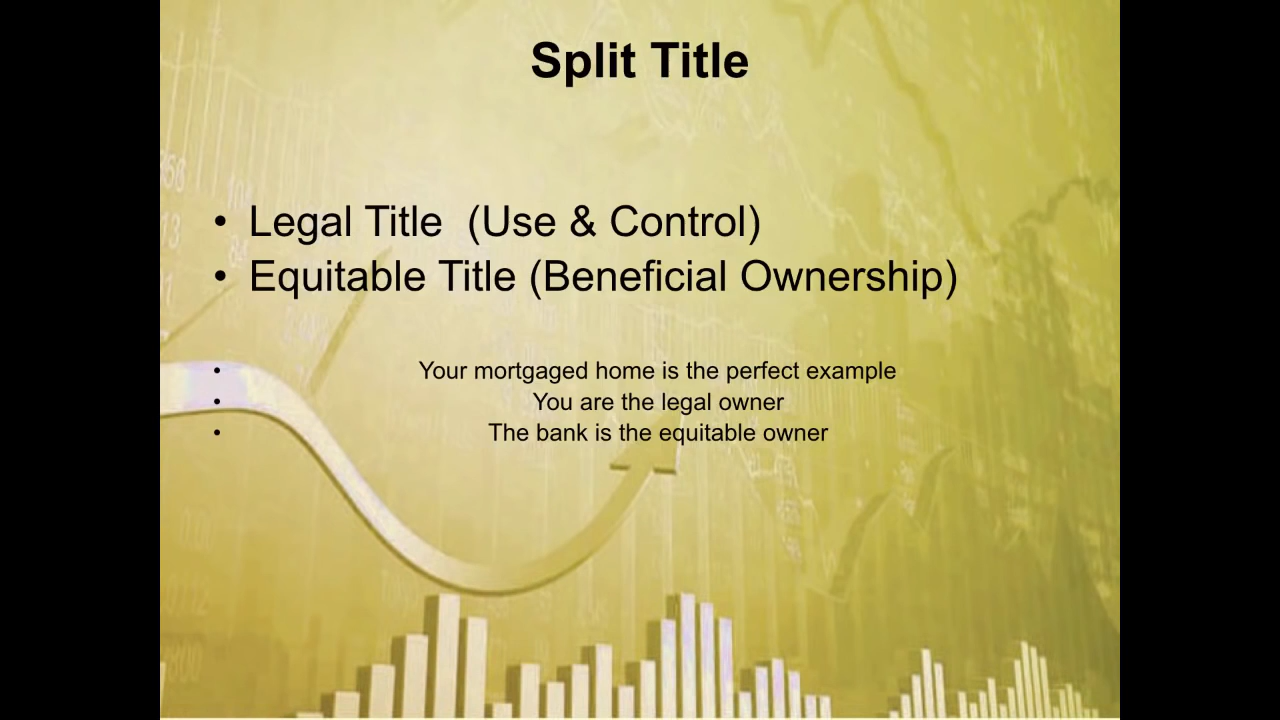 Split Title
• Legal Title  (Use & Control)
• Equitable Title (Beneficial Ownership)
• Your mortgaged home is the perfect example
• You are the legal owner
• The bank is the equitable owner